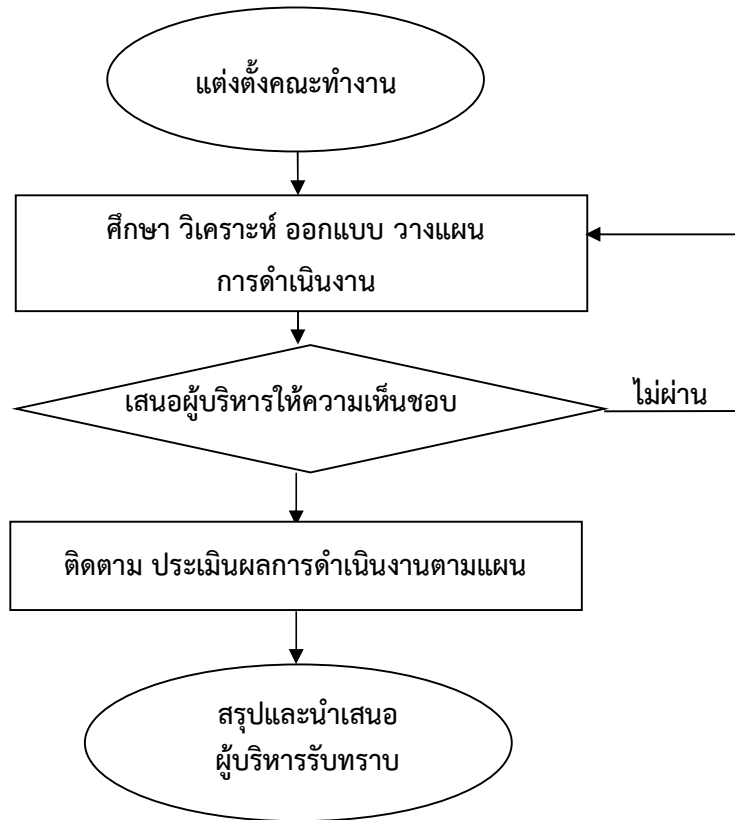 แต่งตั้งคณะทำงาน
ศึกษา วิเคราะห์ ออกแบบ วางแผน
การดำเนินงาน
เสนอผู้บริหารให้ความเห็นชอบ
ไม่ผ่าน
ติดตาม ประเมินผลการดำเนินงานตามแผน
สรุปและนำเสนอ
ผู้บริหารรับทราบ